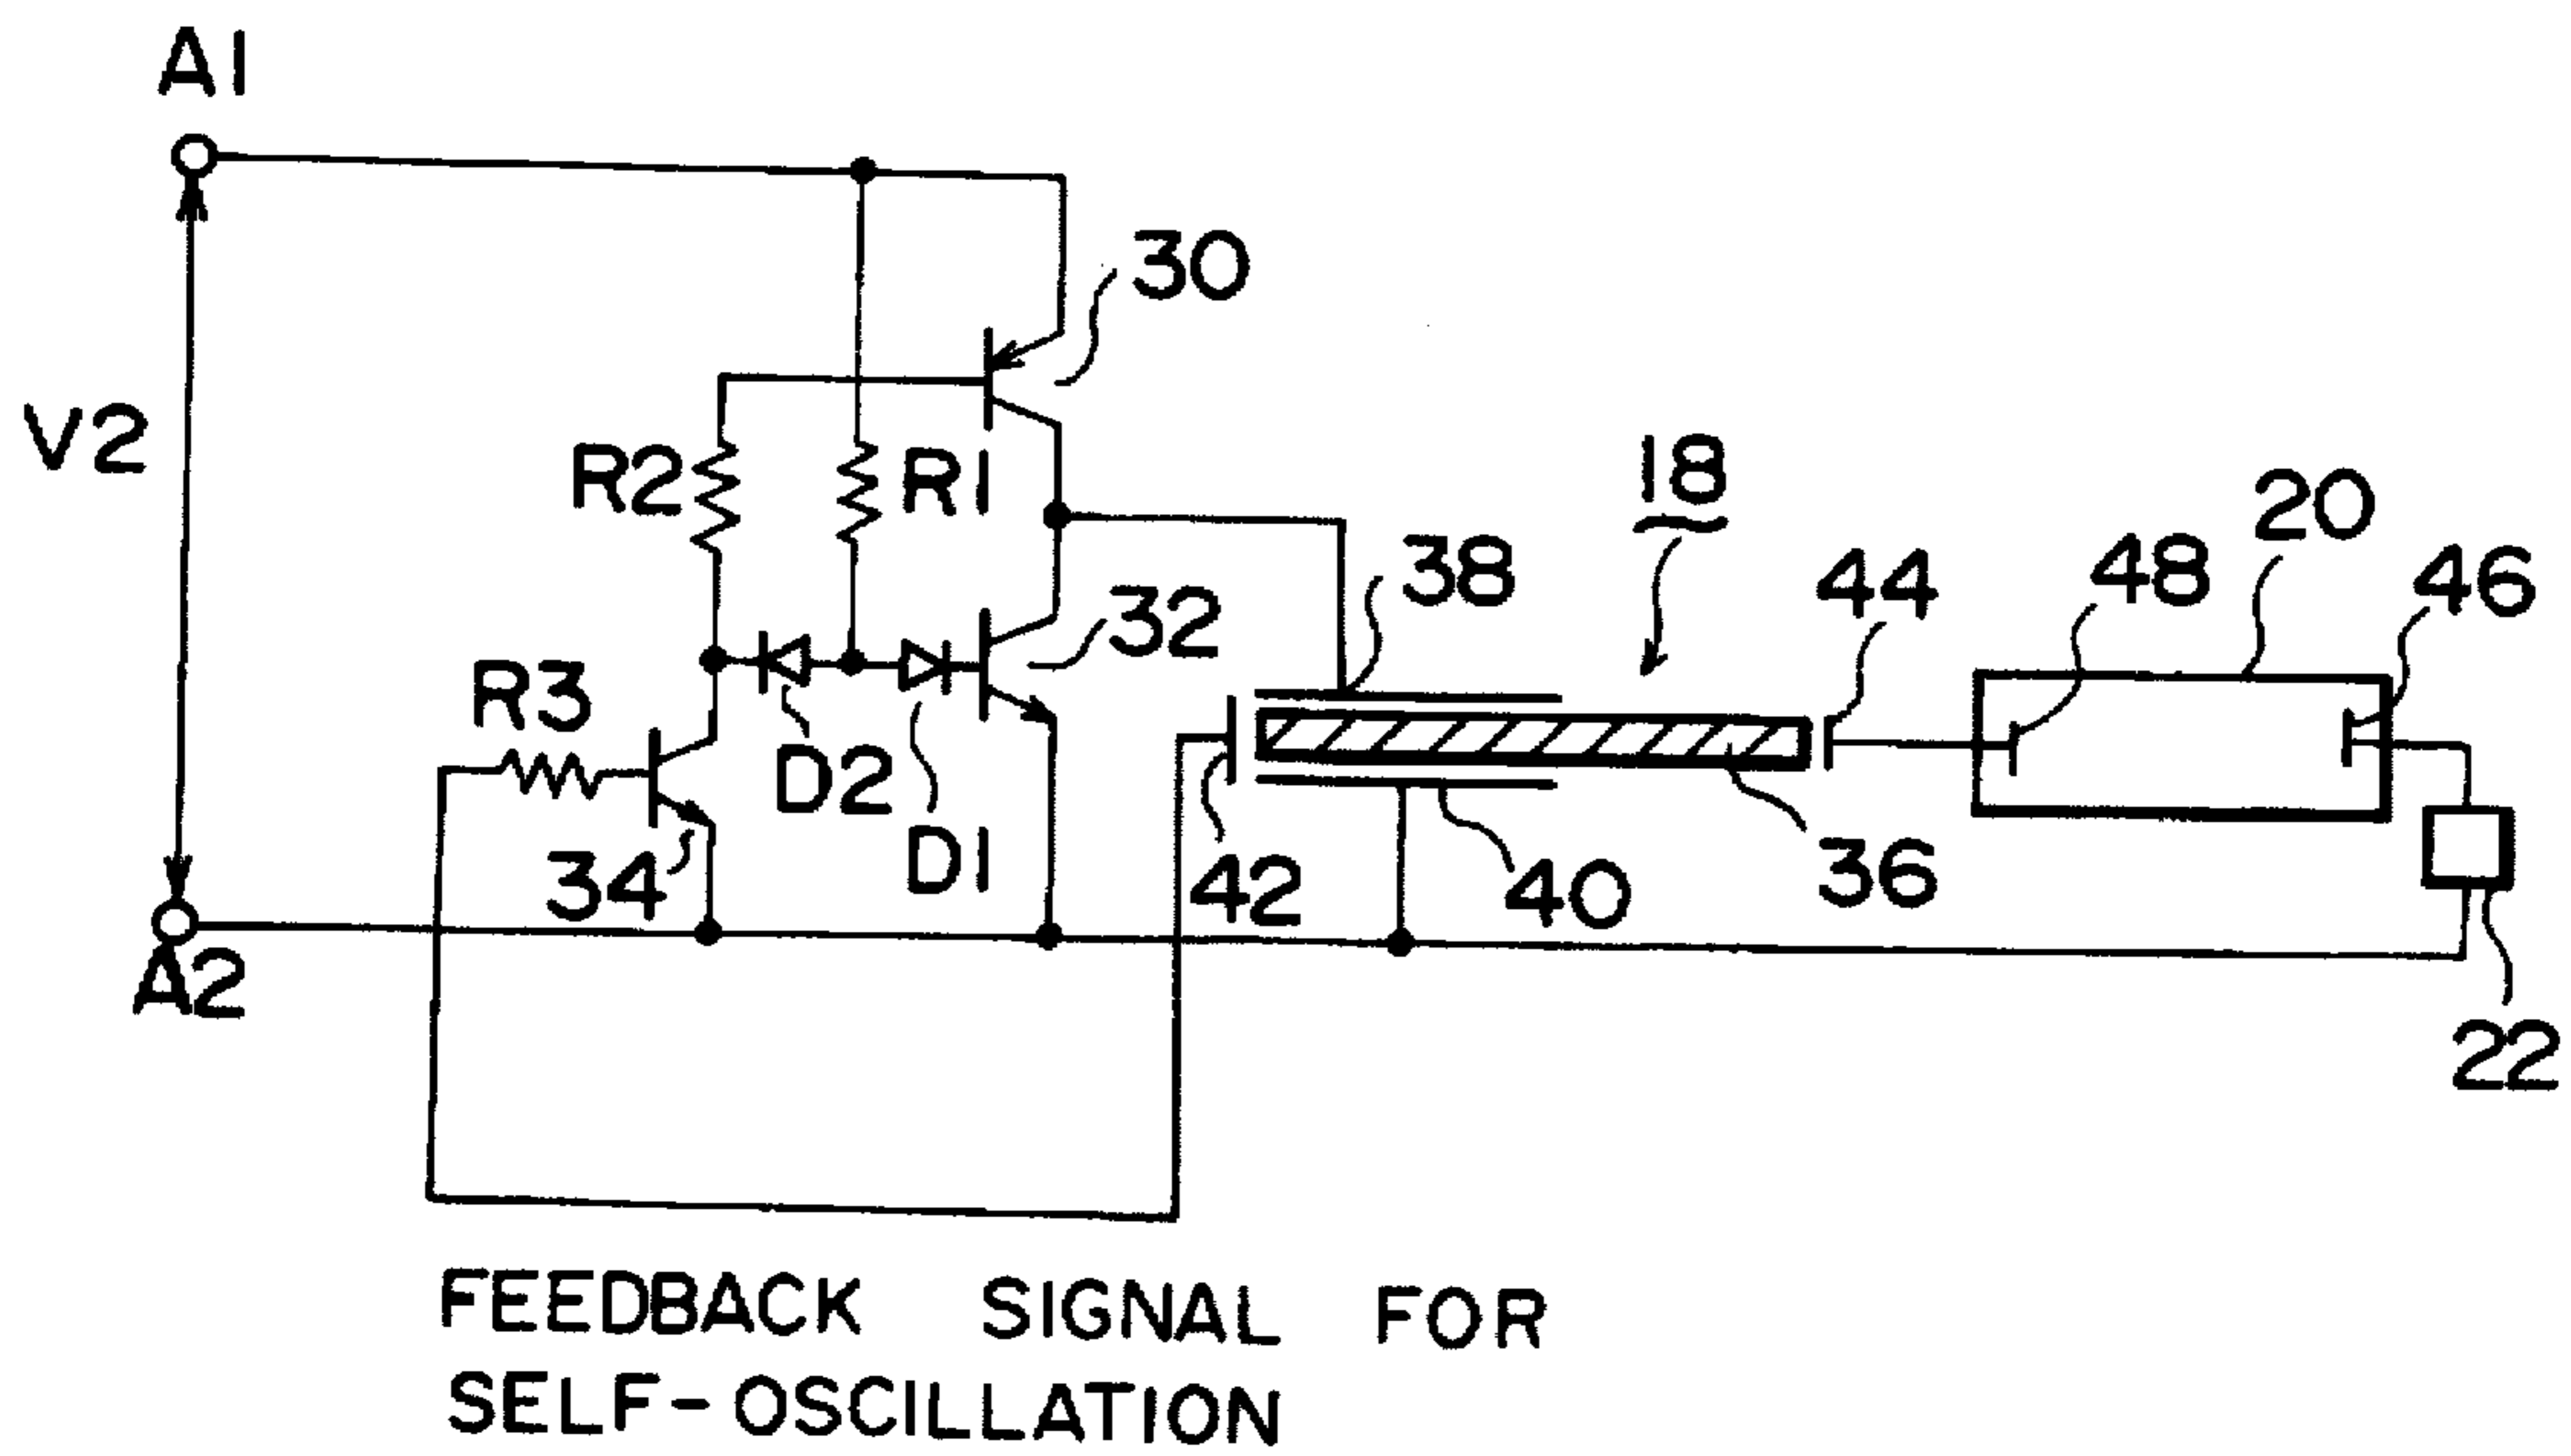 A1
30
V2
R2
R1
18
20
38
48
46
44
32
R3
D2
D1
34
42
40
36
A2
22
FEEDBACK SIGNAL FOR
SELF-OSCILLATION